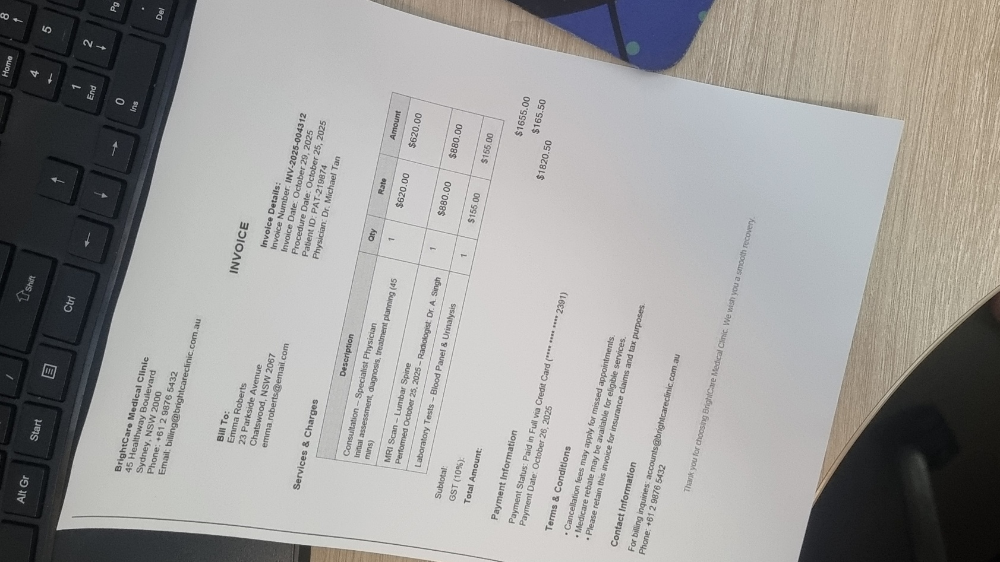 BrightCare Medical Clinic
45 Healthway Boulevard
Sydney, NSW 2000
Phone: +61 2 9876 5432
Email: billing@brightcareclinic.com.au
INVOICE
Bill To:
Emma Roberts
23 Parkside Avenue
Chatswood, NSW 2067
emma.roberts@email.com
Invoice Details:
Invoice Number: INV-2025-004312
Invoice Date: October 29, 2025
Procedure Date: October 25, 2025
Patient ID: PAT-219874
Physician: Dr. Michael Tan
Services & Charges
Description Qty Rate Amount
Consultation – Specialist Physician 1 $620.00 $620.00
Initial assessment, diagnosis, treatment planning (45
mins)
MRI Scan – Lumbar Spine 1 $880.00 $880.00
Performed October 25, 2025 – Radiologist: Dr. A. Singh
Laboratory Tests – Blood Panel & Urinalysis 1 $155.00 $155.00
Subtotal: $1655.00
GST (10%): $165.50
Total Amount: $1820.50
Payment Information
Payment Status: Paid in Full via Credit Card (**** **** **** 2391)
Payment Date: October 26, 2025
Terms & Conditions
• Cancellation fees may apply for missed appointments.
• Medicare rebate may be available for eligible services.
• Please retain this invoice for insurance claims and tax purposes.
Contact Information
For billing inquiries: accounts@brightcareclinic.com.au
Phone: +61 2 9876 5432
Thank you for choosing BrightCare Medical Clinic. We wish you a smooth recovery.
8 ↑
5
2 ↓
Pg
. Del
Home
4 ←
1 End
0 Ins
↑
→
↓
←
Shift
Ctrl
/
Start
Alt Gr